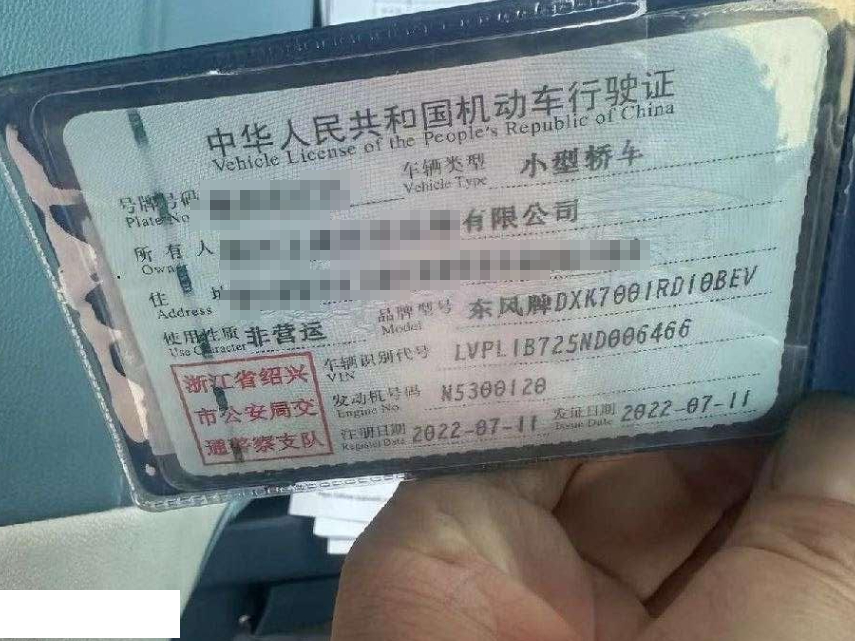 中华人民共和国机动车行驶证
Vehicle License of the People's Republic of China
号牌号码
Plate No
车辆类型 小型轿车
Vehicle Type
所有人 有限公司
Owner
住址
Address
使用性质 非营运
Use Character
品牌型号 东风牌DXK7001RD10BEV
Model
车辆识别代号 LVPL1B725ND006466
VIN
发动机号码 N5300120
Engine No.
注册日期 2022-07-11
Register Date
发证日期 2022-07-11
Issue Date
浙江省绍兴
市公安局交
通警察支队